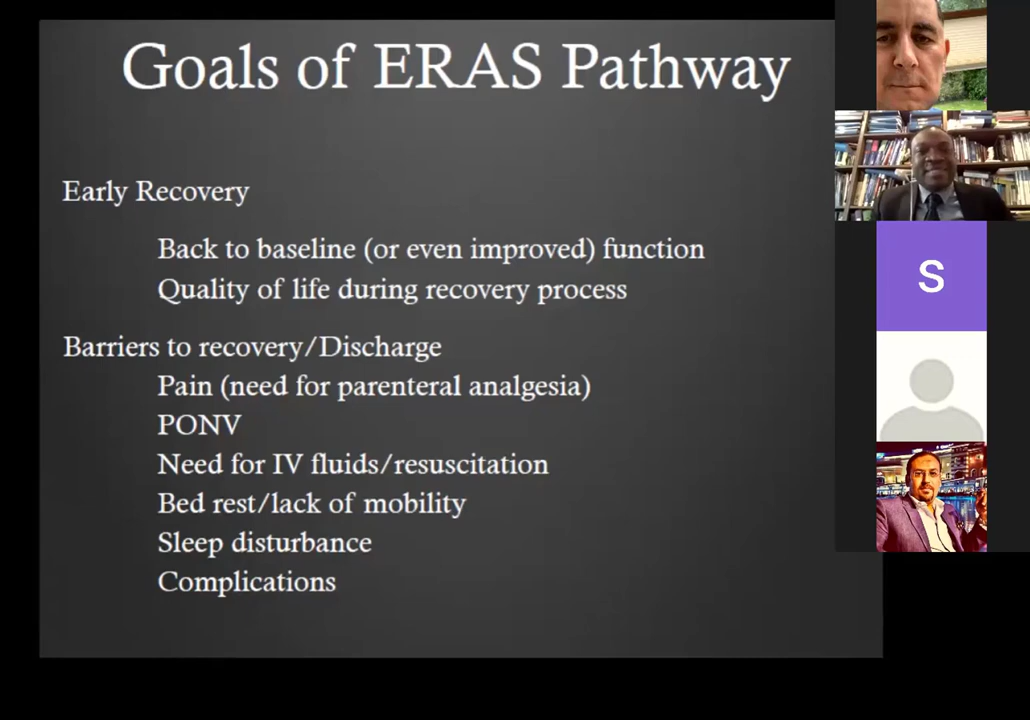 Goals of ERAS Pathway
Early Recovery
Back to baseline (or even improved) function
Quality of life during recovery process
Barriers to recovery/Discharge
Pain (need for parenteral analgesia)
PONV
Need for IV fluids/resuscitation
Bed rest/lack of mobility
Sleep disturbance
Complications
S